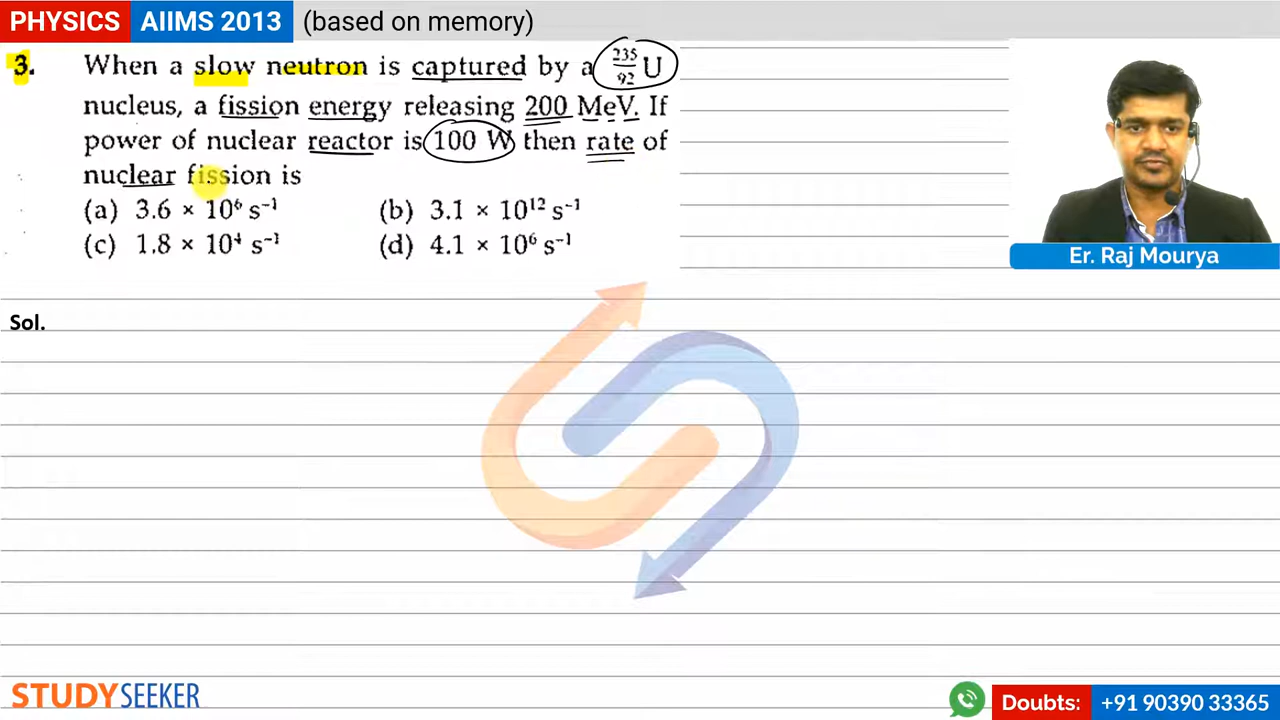 PHYSICS AIIMS 2013 (based on memory)
3. When a slow neutron is captured by a ²³⁵₉₂U
nucleus, a fission energy releasing 200 MeV. If
power of nuclear reactor is 100 W then rate of
nuclear fission is
(a) 3.6 × 10⁶ s⁻¹ (b) 3.1 × 10¹² s⁻¹
(c) 1.8 × 10⁴ s⁻¹ (d) 4.1 × 10⁶ s⁻¹
Er. Raj Mourya
Sol.
STUDYSEEKER
Doubts: +91 90390 33365